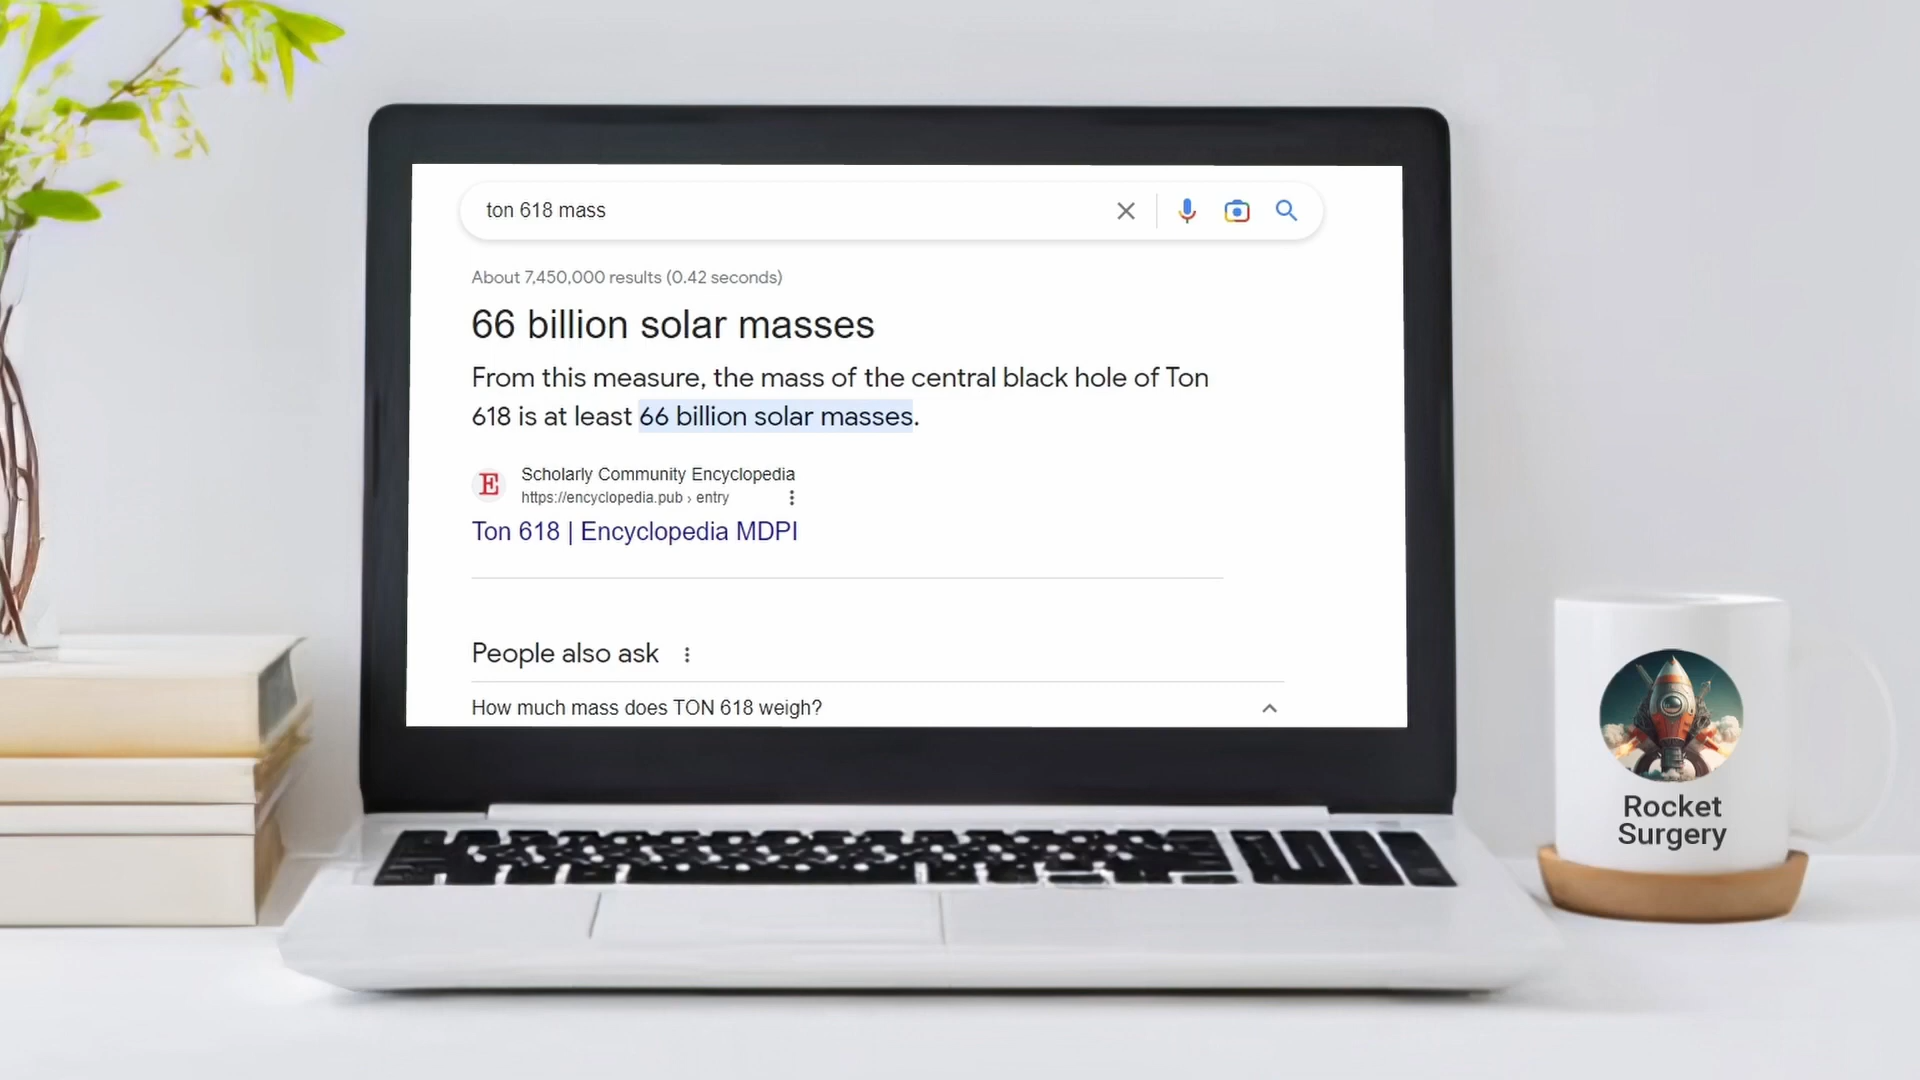 ton 618 mass
About 7,450,000 results (0.42 seconds)
66 billion solar masses
From this measure, the mass of the central black hole of Ton
618 is at least 66 billion solar masses.
E
Scholarly Community Encyclopedia
https://encyclopedia.pub › entry
Ton 618 | Encyclopedia MDPI
People also ask
How much mass does TON 618 weigh?
Rocket
Surgery